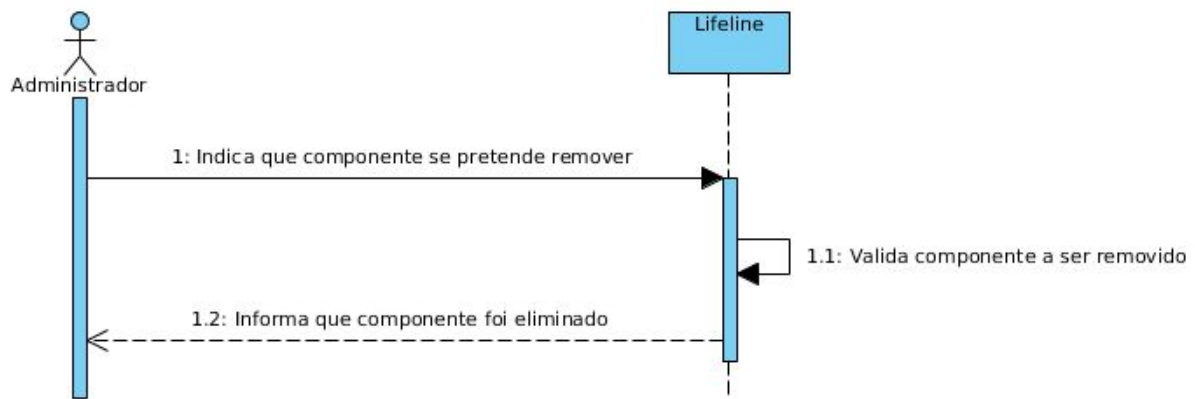 Lifeline
Administrador
1: Indica que componente se pretende remover
1.1: Valida componente a ser removido
1.2: Informa que componente foi eliminado